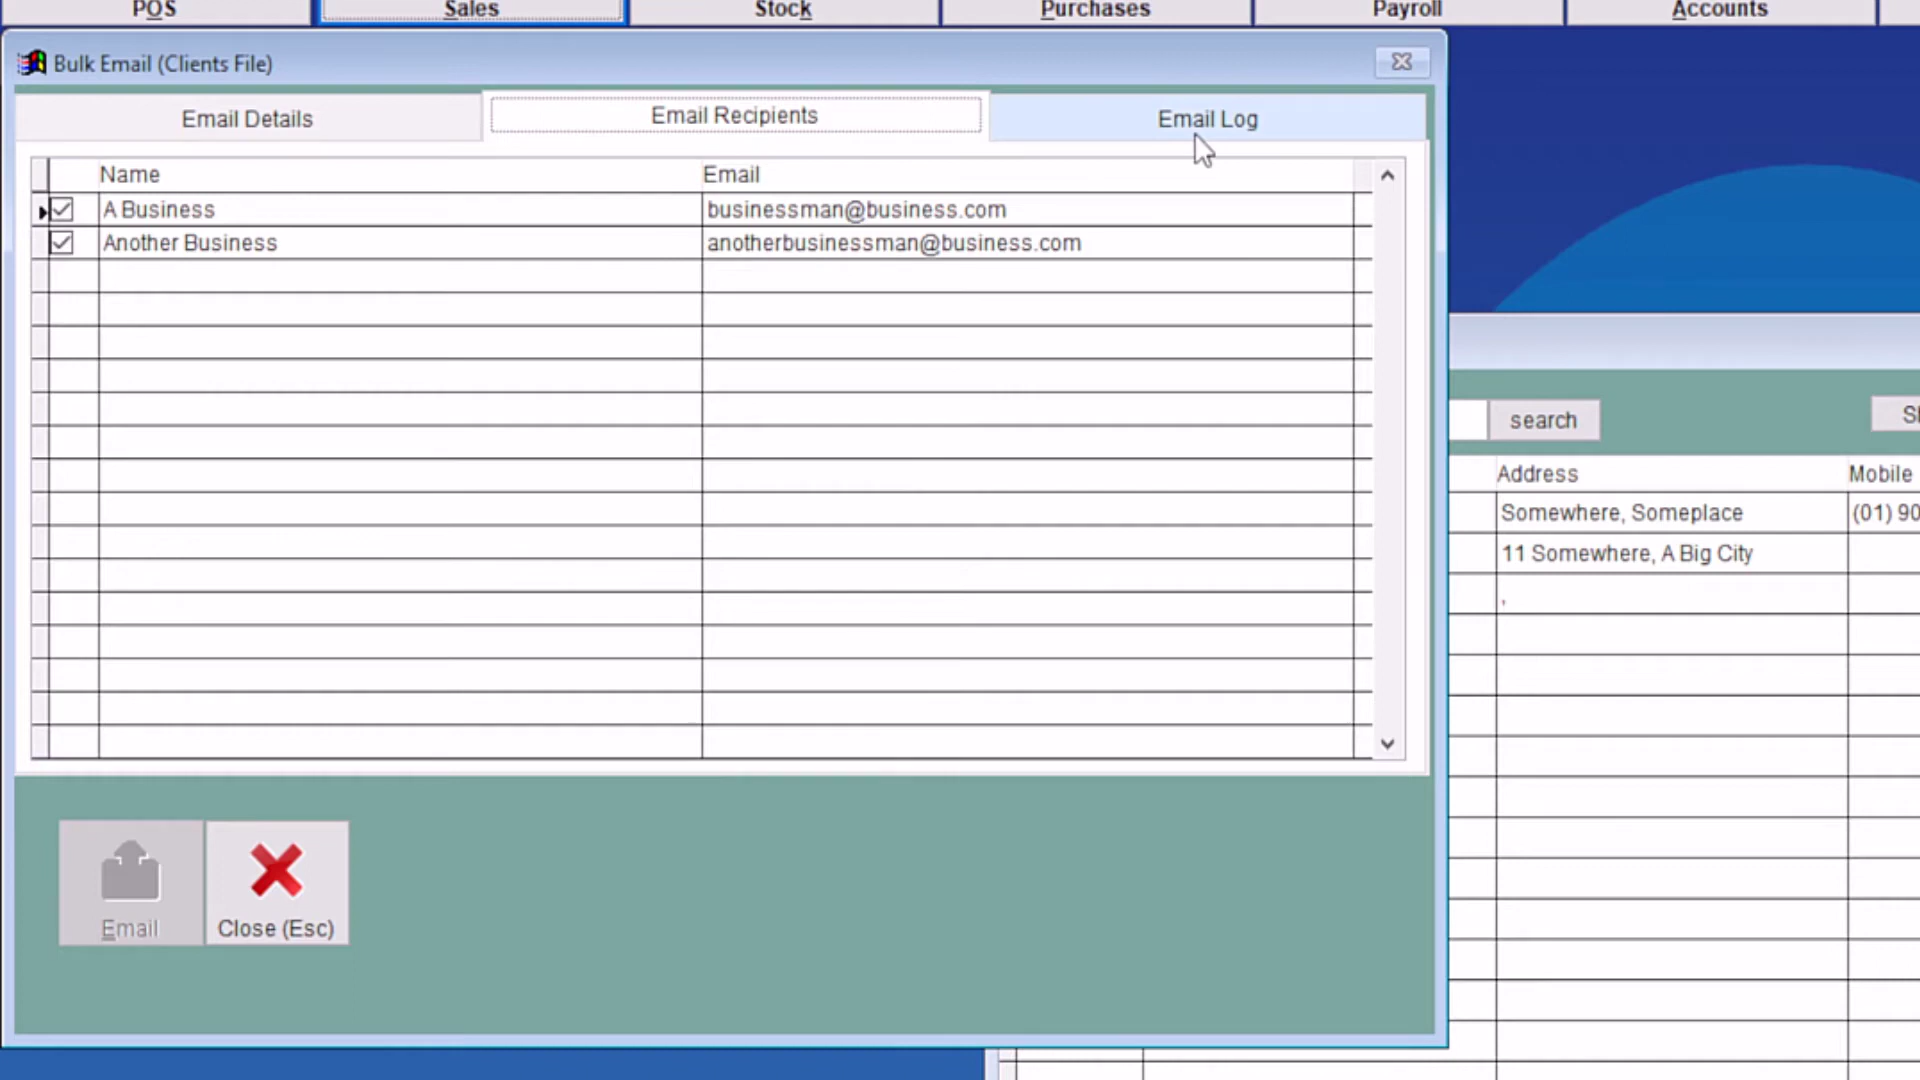 POS Sales Stock Purchases Payroll Accounts
Bulk Email (Clients File)
Email Details Email Recipients Email Log
Name Email
A Business businessman@business.com
Another Business anotherbusinessman@business.com
Email Close (Esc)
search
Address Mobile
Somewhere, Someplace (01) 90
11 Somewhere, A Big City
,